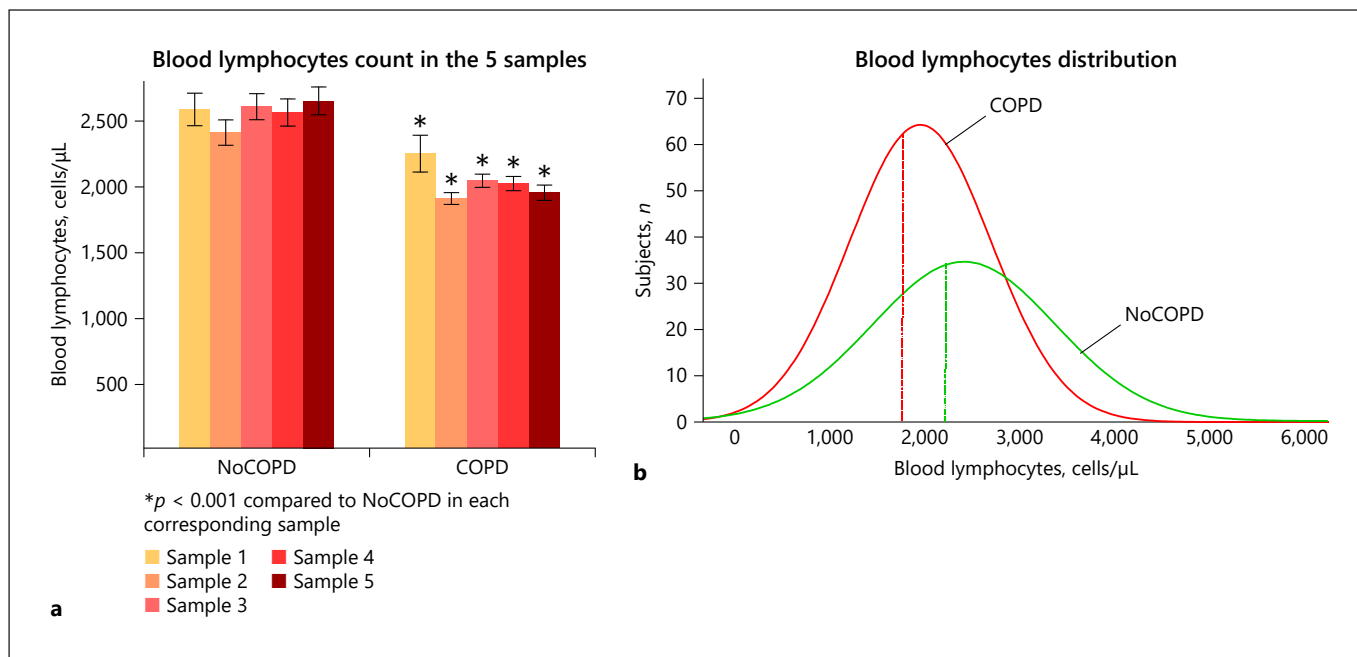 Blood lymphocytes count in the 5 samples
Blood lymphocytes, cells/µL
2,500
2,000
1,500
1,000
500
*
*
*
*
*
NoCOPD
COPD
*p < 0.001 compared to NoCOPD in each
corresponding sample
Sample 1
Sample 2
Sample 3
Sample 4
Sample 5
a
Blood lymphocytes distribution
Subjects, n
70
60
50
40
30
20
10
0
COPD
NoCOPD
0 1,000 2,000 3,000 4,000 5,000 6,000
Blood lymphocytes, cells/µL
b